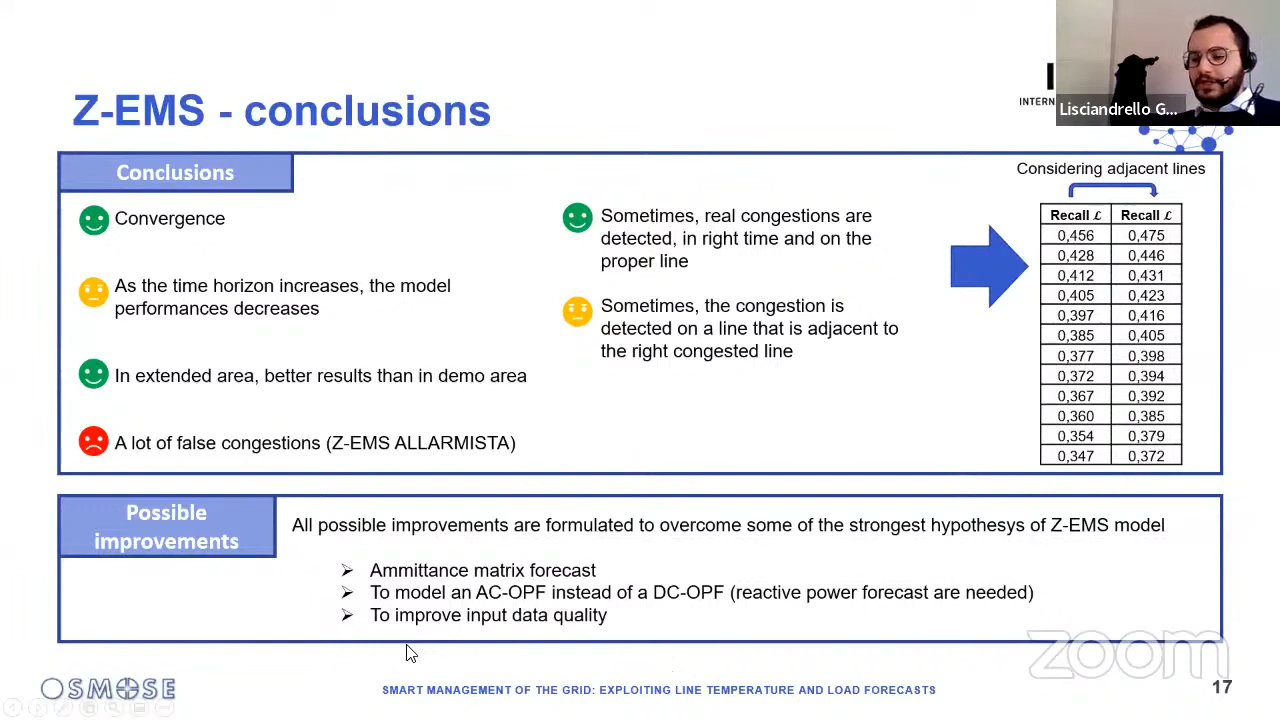 Z-EMS - conclusions
INTERN
Lisciandrello G...
Conclusions
Convergence
As the time horizon increases, the model
performances decreases
In extended area, better results than in demo area
A lot of false congestions (Z-EMS ALLARMISTA)
Sometimes, real congestions are
detected, in right time and on the
proper line
Sometimes, the congestion is
detected on a line that is adjacent to
the right congested line
Considering adjacent lines
Recall ℒ Recall ℒ
0,456 0,475
0,428 0,446
0,412 0,431
0,405 0,423
0,397 0,416
0,385 0,405
0,377 0,398
0,372 0,394
0,367 0,392
0,360 0,385
0,354 0,379
0,347 0,372
Possible
improvements
All possible improvements are formulated to overcome some of the strongest hypothesys of Z-EMS model
Ammittance matrix forecast
To model an AC-OPF instead of a DC-OPF (reactive power forecast are needed)
To improve input data quality
zoom
OSMOSE
SMART MANAGEMENT OF THE GRID: EXPLOITING LINE TEMPERATURE AND LOAD FORECASTS
17